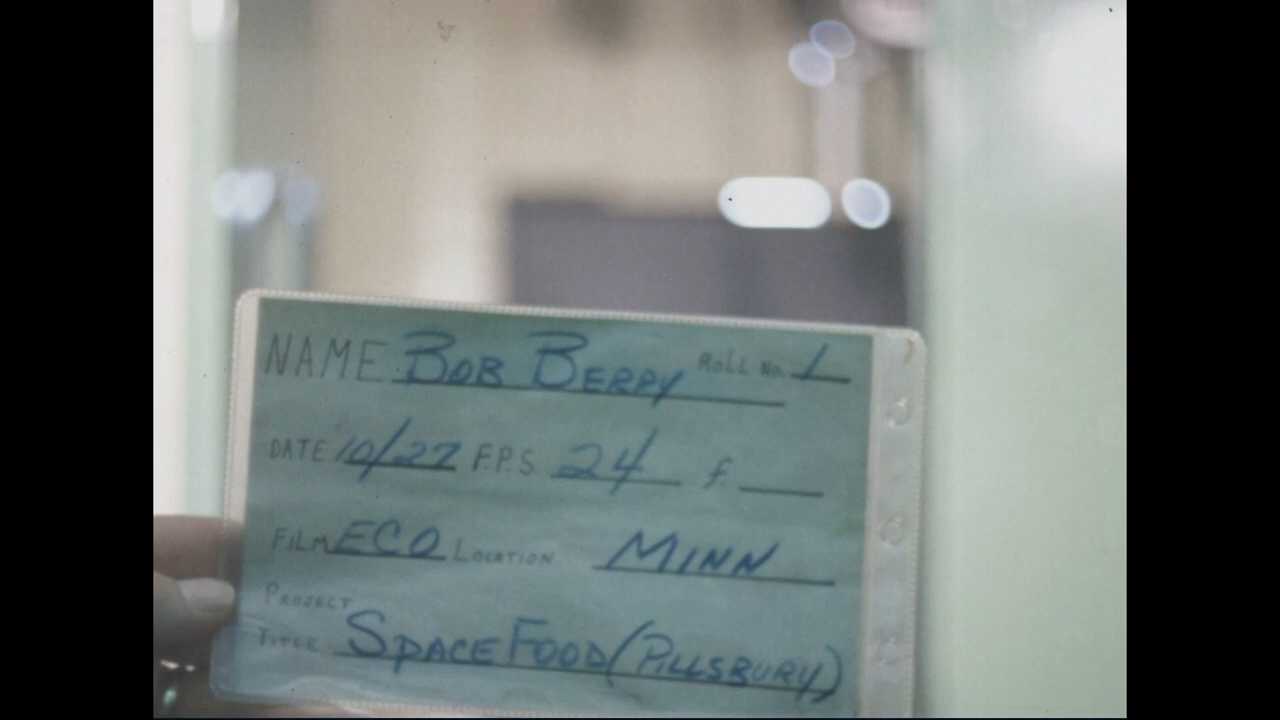 NAME BOB BERRY ROLL NO. 1
DATE 10/27 F.P.S. 24 f.
FILM ECO LOCATION MINN
PROJECT
TITLE SPACE FOOD (PILLSBURY)